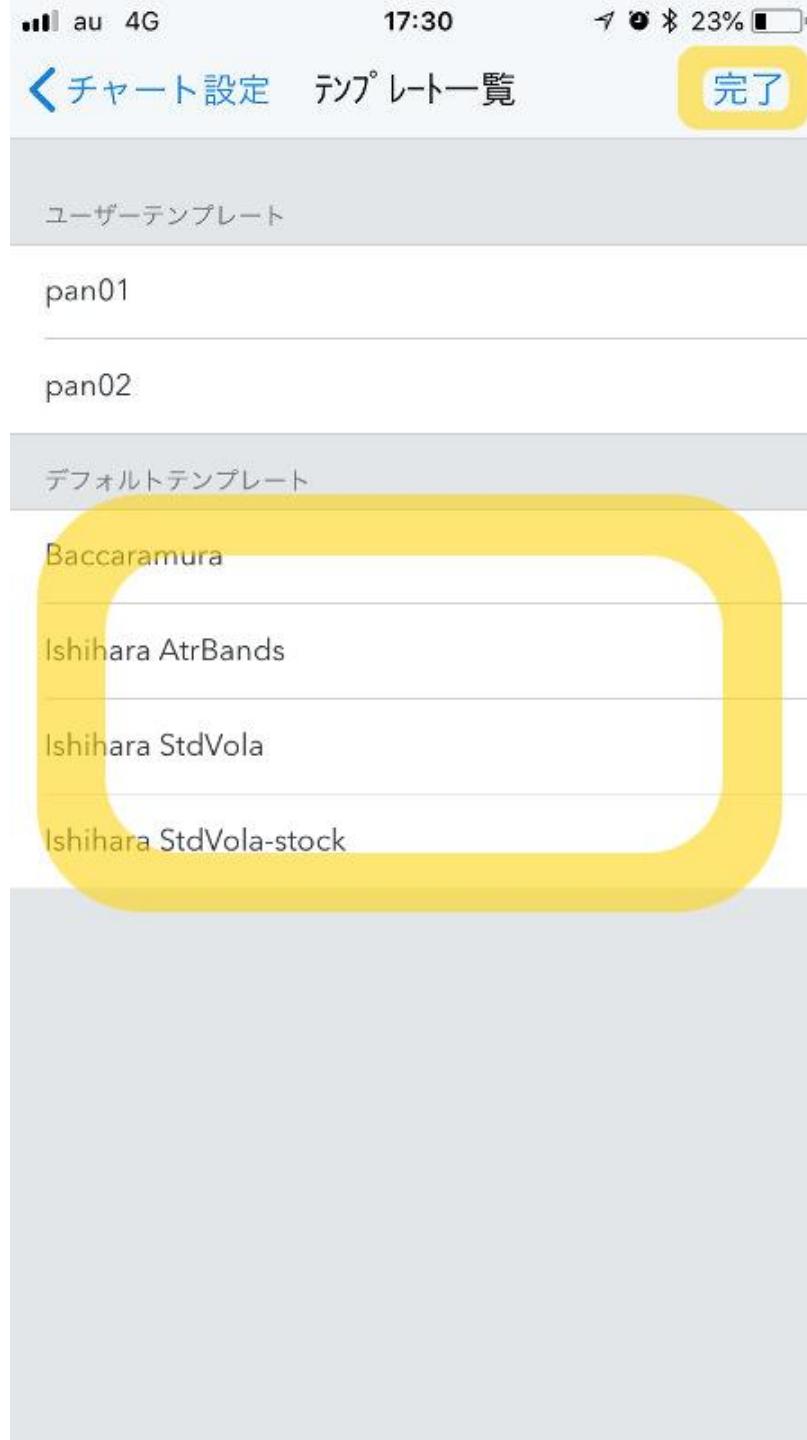 au 4G 17:30 23%
チャート設定 ﾃﾝﾌﾟﾚｰﾄ一覧 完了
ユーザーテンプレート
pan01
pan02
デフォルトテンプレート
Baccaramura
Ishihara AtrBands
Ishihara StdVola
Ishihara StdVola-stock